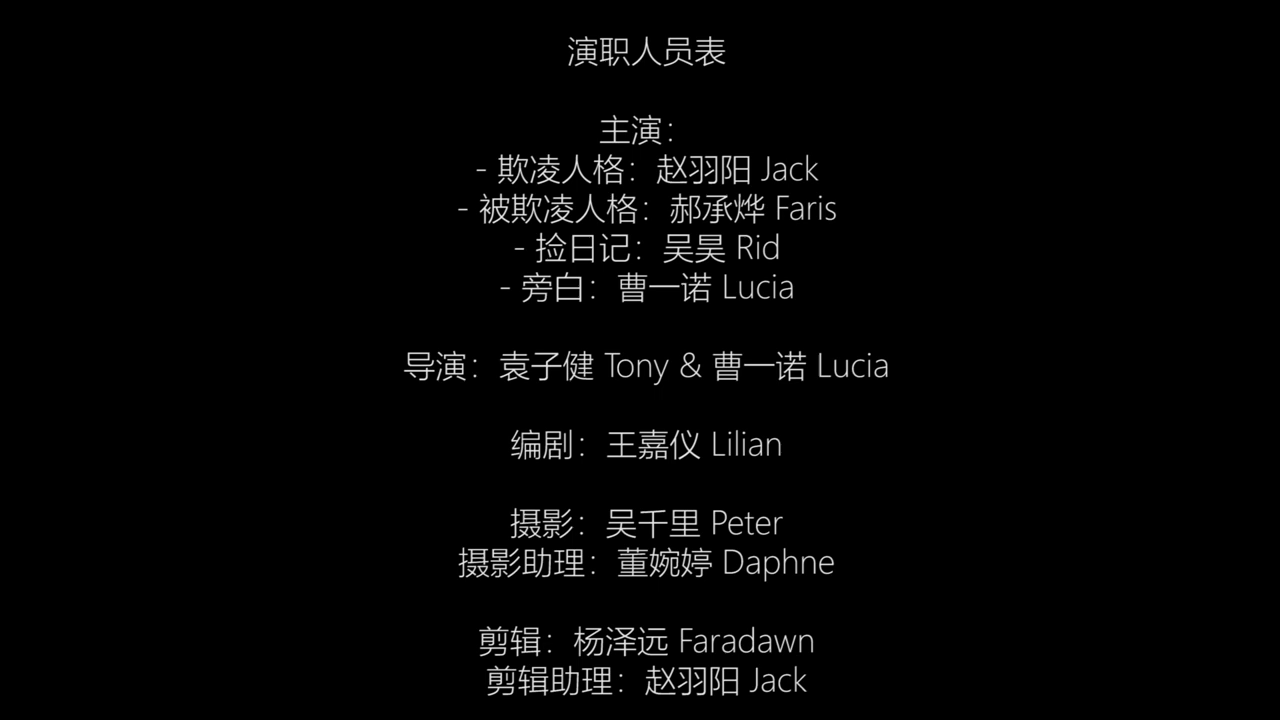 演职人员表
主演：
- 欺凌人格：赵羽阳 Jack
- 被欺凌人格：郝承烨 Faris
- 捡日记：吴昊 Rid
- 旁白：曹一诺 Lucia
导演：袁子健 Tony & 曹一诺 Lucia
编剧：王嘉仪 Lilian
摄影：吴千里 Peter
摄影助理：董婉婷 Daphne
剪辑：杨泽远 Faradawn
剪辑助理：赵羽阳 Jack